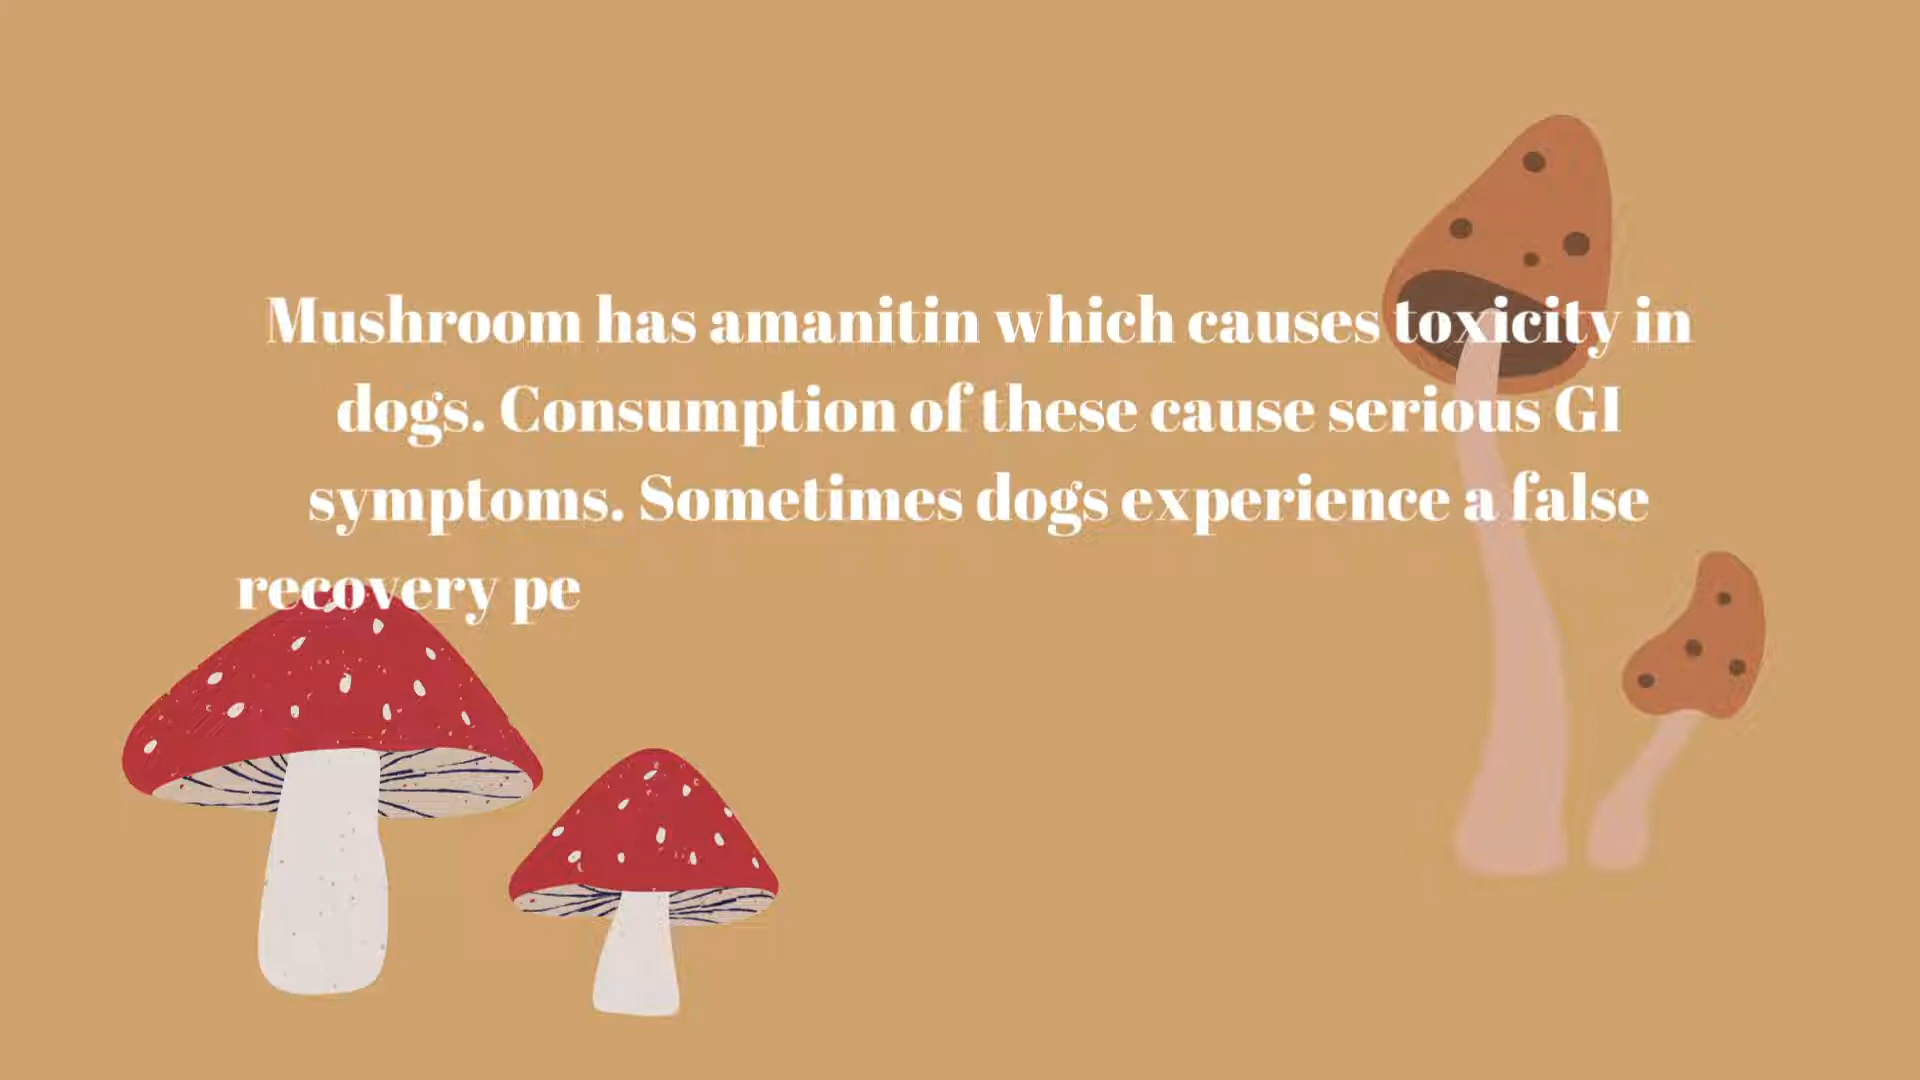 Mushroom has amanitin which causes toxicity in
dogs. Consumption of these cause serious GI
symptoms. Sometimes dogs experience a false
recovery pe